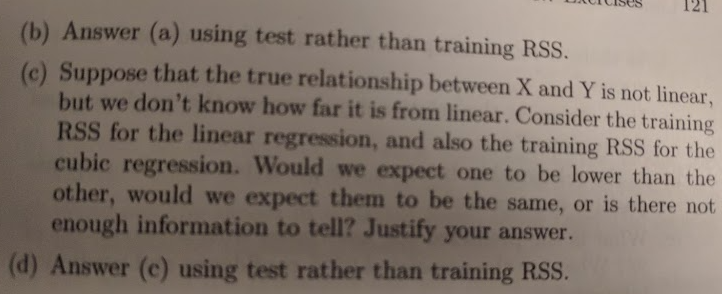 121
(b) Answer (a) using test rather than training RSS.
(c) Suppose that the true relationship between X and Y is not linear,
but we don't know how far it is from linear. Consider the training
RSS for the linear regression, and also the training RSS for the
cubic regression. Would we expect one to be lower than the
other, would we expect them to be the same, or is there not
enough information to tell? Justify your answer.
(d) Answer (c) using test rather than training RSS.